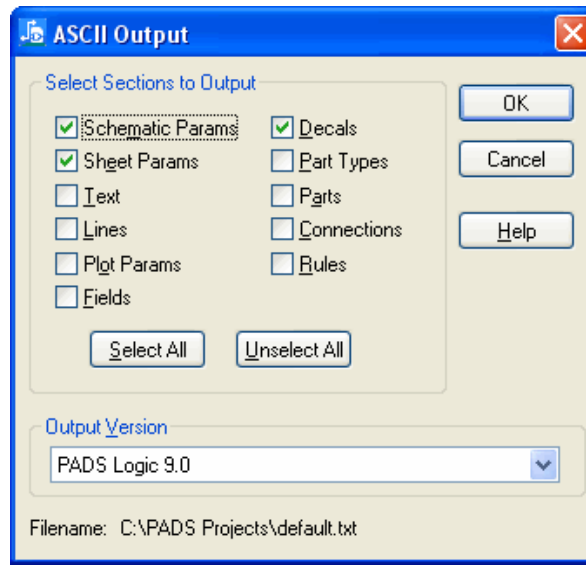 ASCII Output
Select Sections to Output
Schematic Params
Decals
Sheet Params
Part Types
Text
Parts
Lines
Connections
Plot Params
Rules
Fields
Select All
Unselect All
OK
Cancel
Help
Output Version
PADS Logic 9.0
Filename: C:\PADS Projects\default.txt